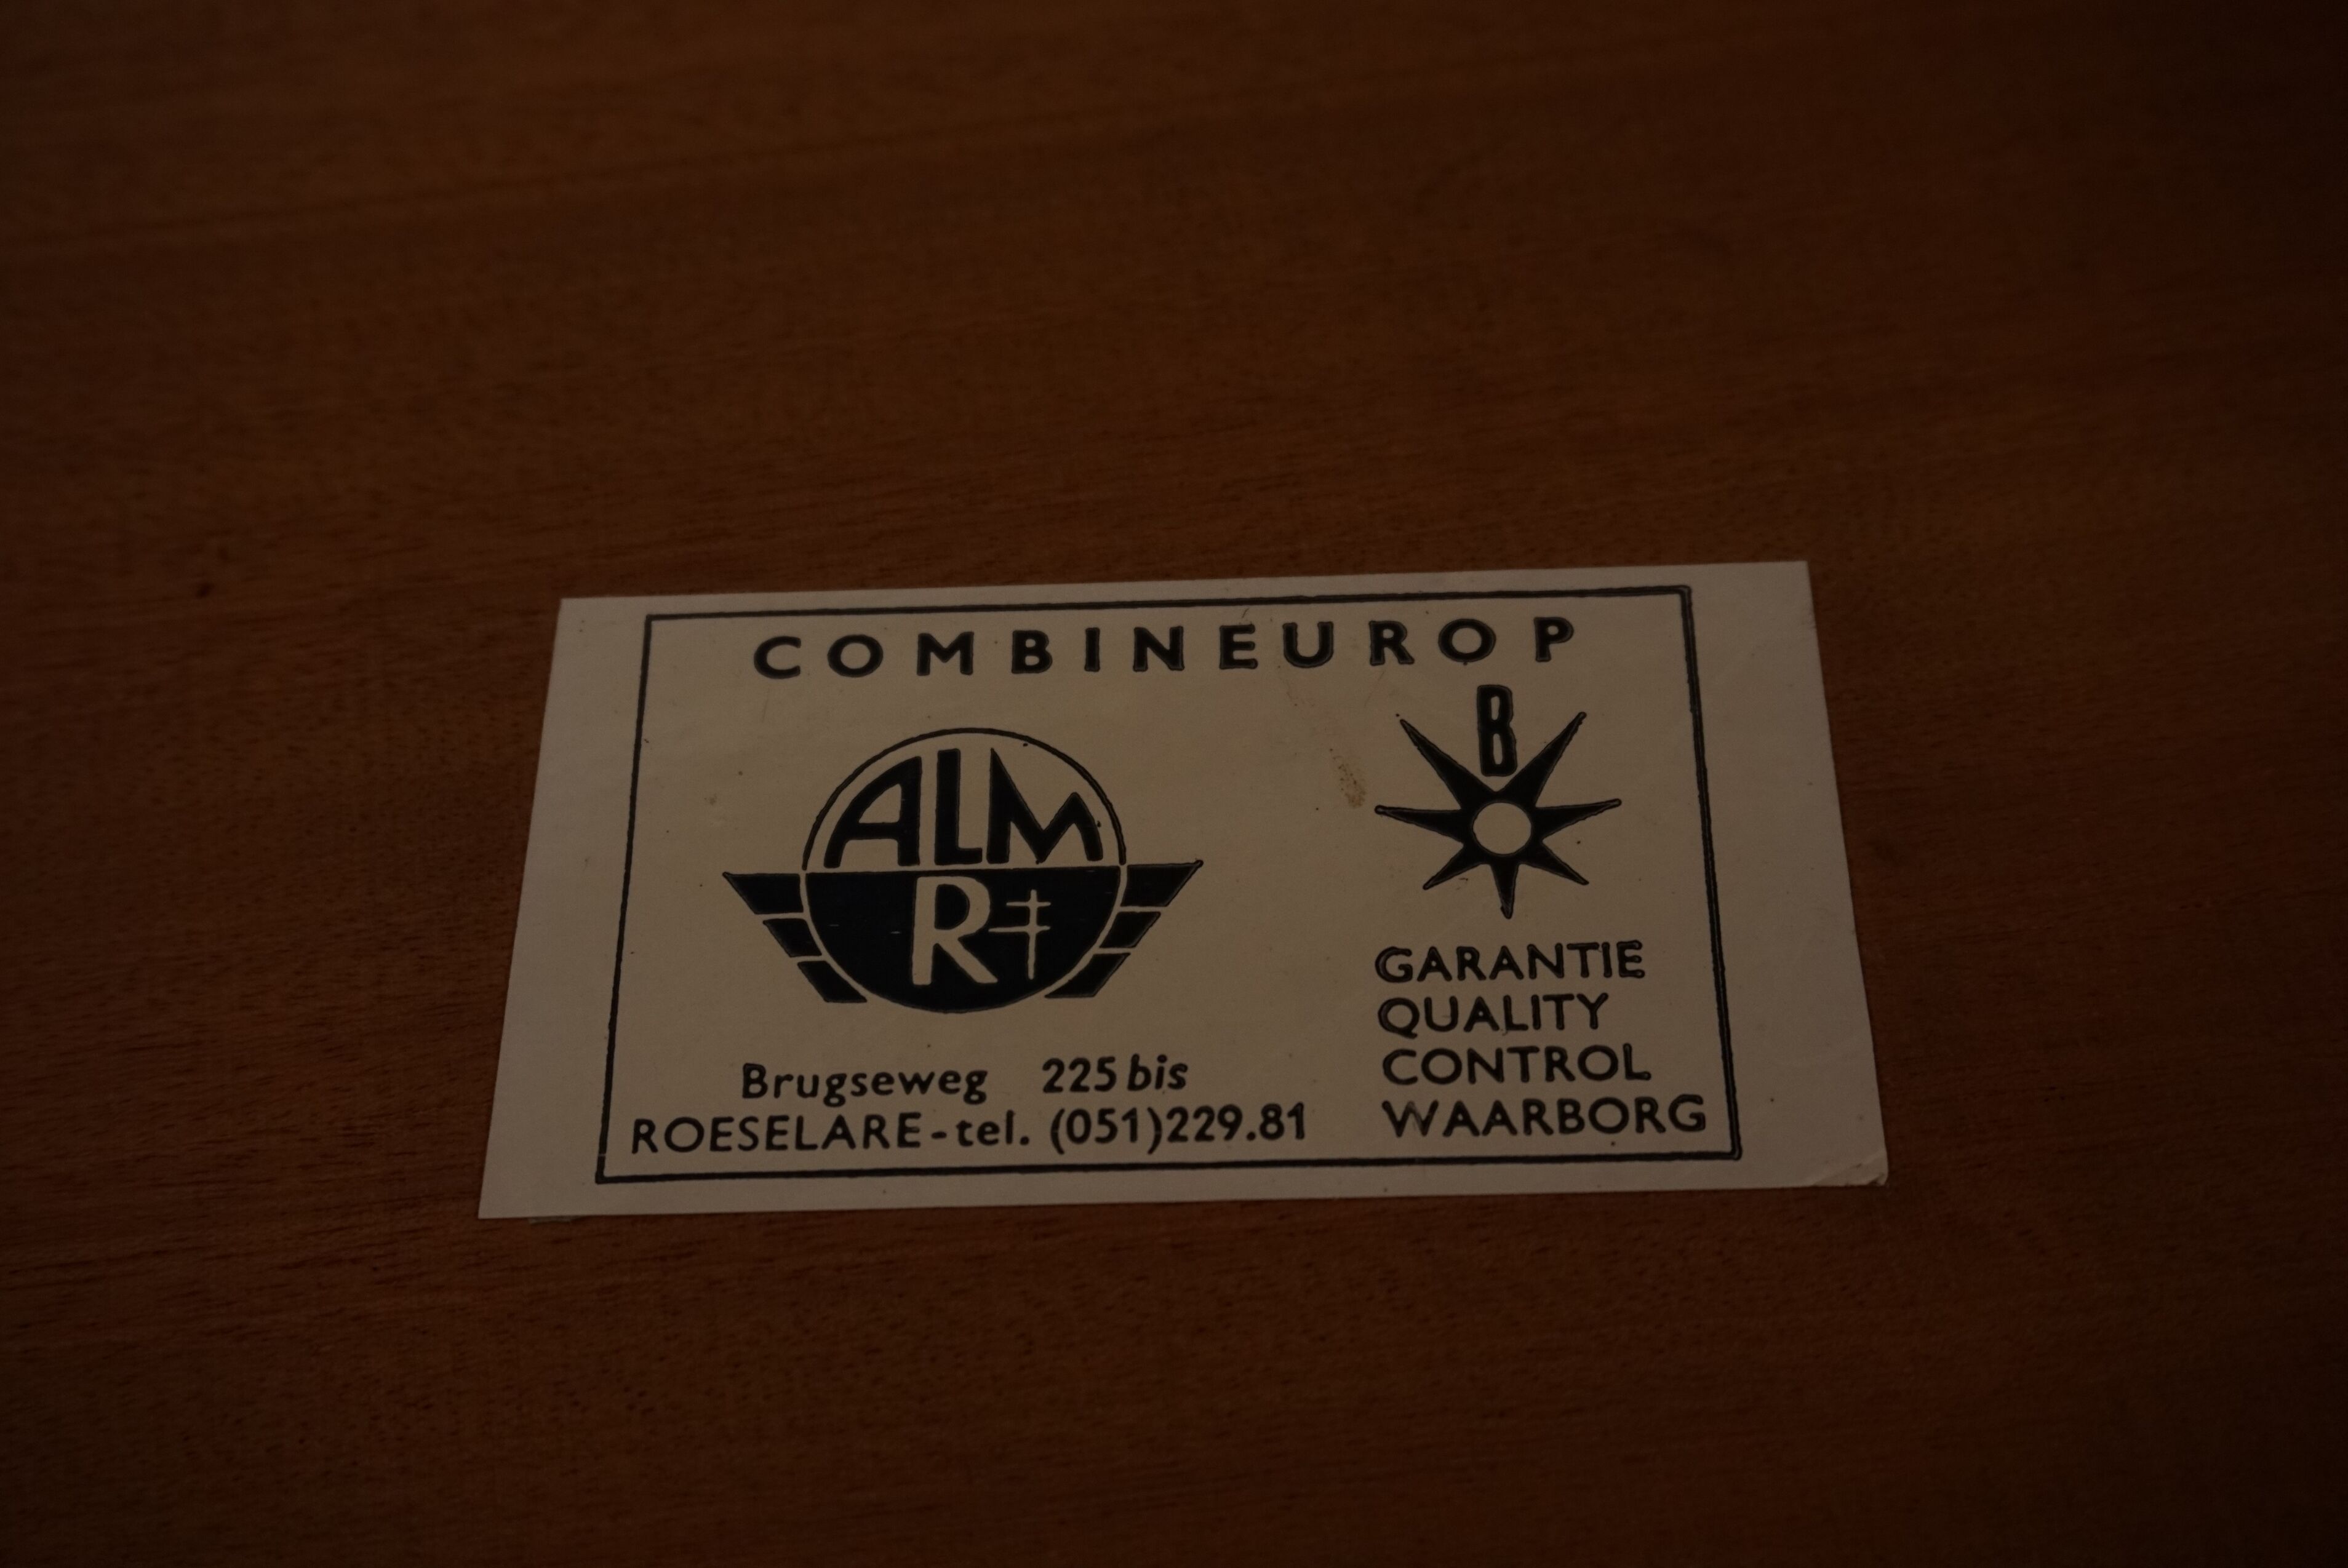 COMBINEUROP
ALM
R‡
Brugseweg 225 bis
ROESELARE - tel. (051)229.81
B
GARANTIE
QUALITY
CONTROL
WAARBORG